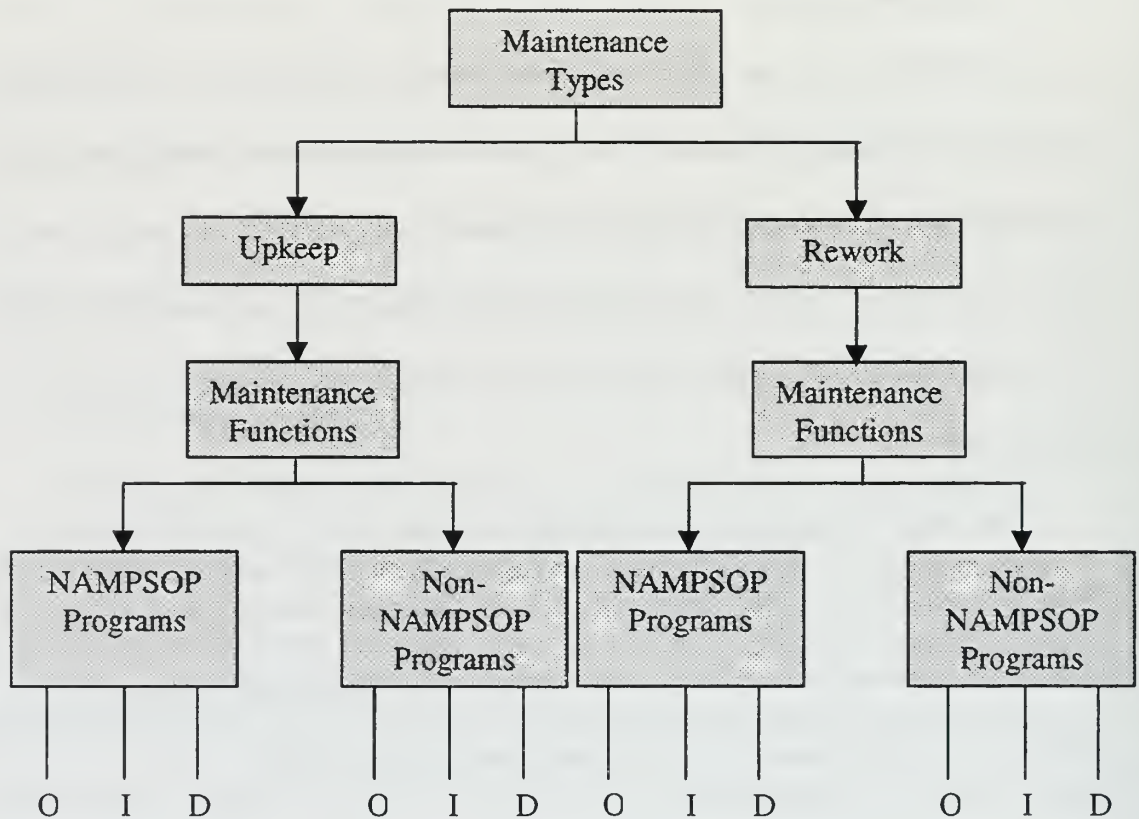 Maintenance
Types
Upkeep
Rework
Maintenance
Functions
Maintenance
Functions
NAMPSOP
Programs
Non-
NAMPSOP
Programs
NAMPSOP
Programs
Non-
NAMPSOP
Programs
O I D O I D O I D O I D